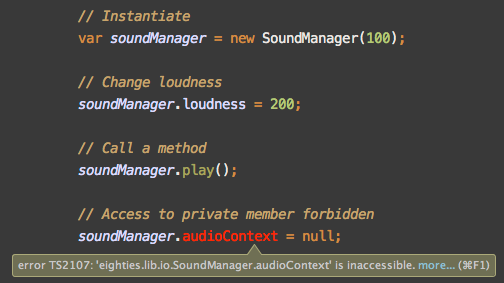 // Instantiate
var soundManager = new SoundManager(100);
// Change loudness
soundManager.loudness = 200;
// Call a method
soundManager.play();
// Access to private member forbidden
soundManager.audioContext = null;
error TS2107: 'eighties.lib.io.SoundManager.audioContext' is inaccessible. more... (⌘F1)